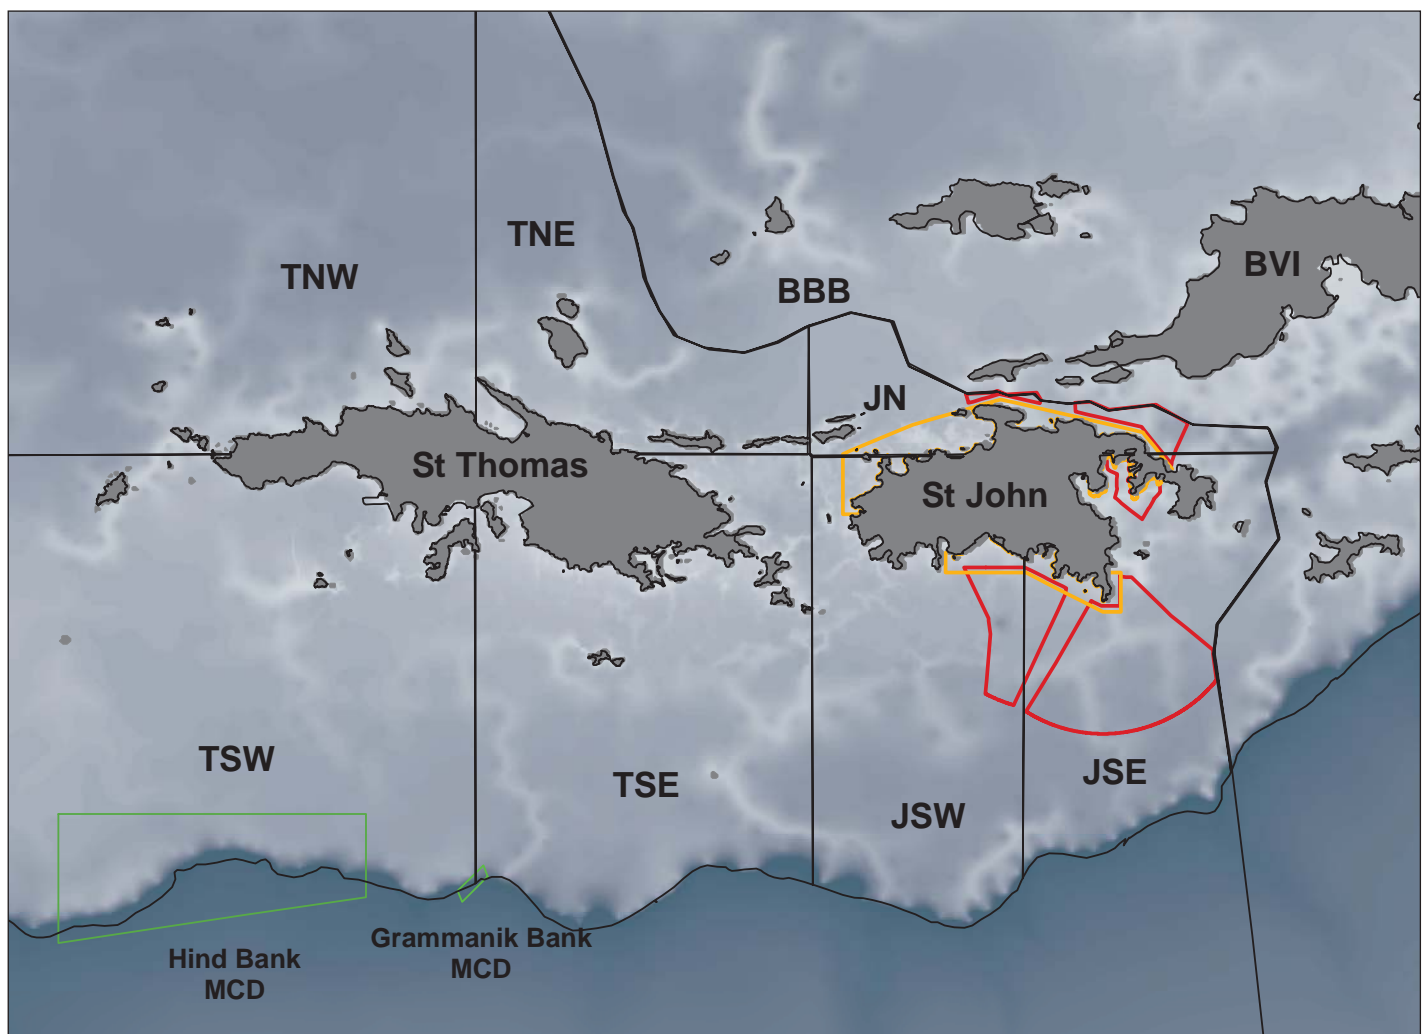 TNE
BVI
TNW
BBB
JN
St Thomas
St John
TSW
TSE
JSE
JSW
Grammanik Bank
MCD
Hind Bank
MCD